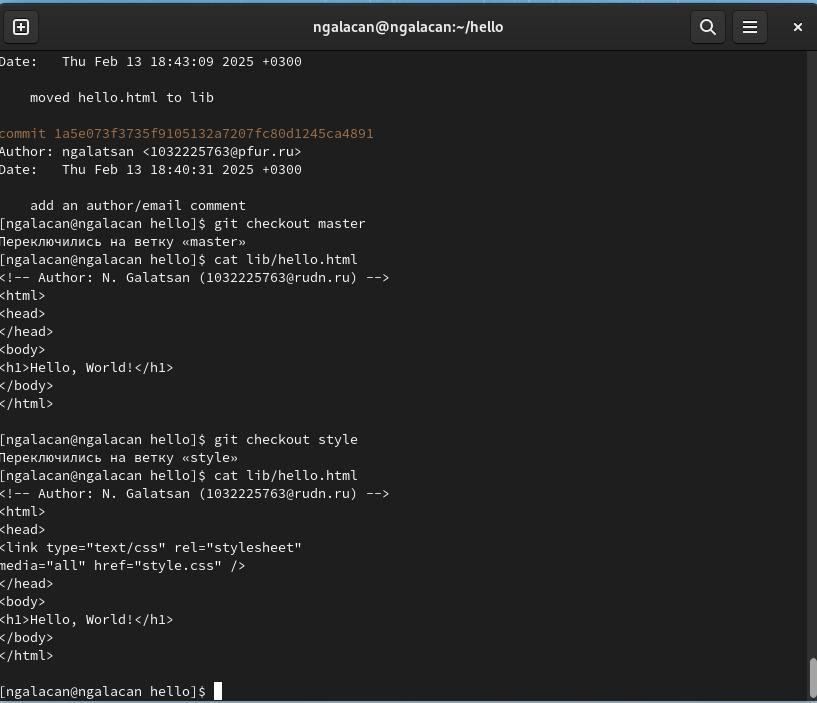 ngalacan@ngalacan:~/hello
Date:   Thu Feb 13 18:43:09 2025 +0300
    moved hello.html to lib
commit 1a5e073f3735f9105132a7207fc80d1245ca4891
Author: ngalatsan <1032225763@pfur.ru>
Date:   Thu Feb 13 18:40:31 2025 +0300
    add an author/email comment
[ngalacan@ngalacan hello]$ git checkout master
Переключились на ветку «master»
[ngalacan@ngalacan hello]$ cat lib/hello.html
<!-- Author: N. Galatsan (1032225763@rudn.ru) -->
<html>
<head>
</head>
<body>
<h1>Hello, World!</h1>
</body>
</html>
[ngalacan@ngalacan hello]$ git checkout style
Переключились на ветку «style»
[ngalacan@ngalacan hello]$ cat lib/hello.html
<!-- Author: N. Galatsan (1032225763@rudn.ru) -->
<html>
<head>
<link type="text/css" rel="stylesheet"
media="all" href="style.css" />
</head>
<body>
<h1>Hello, World!</h1>
</body>
</html>
[ngalacan@ngalacan hello]$